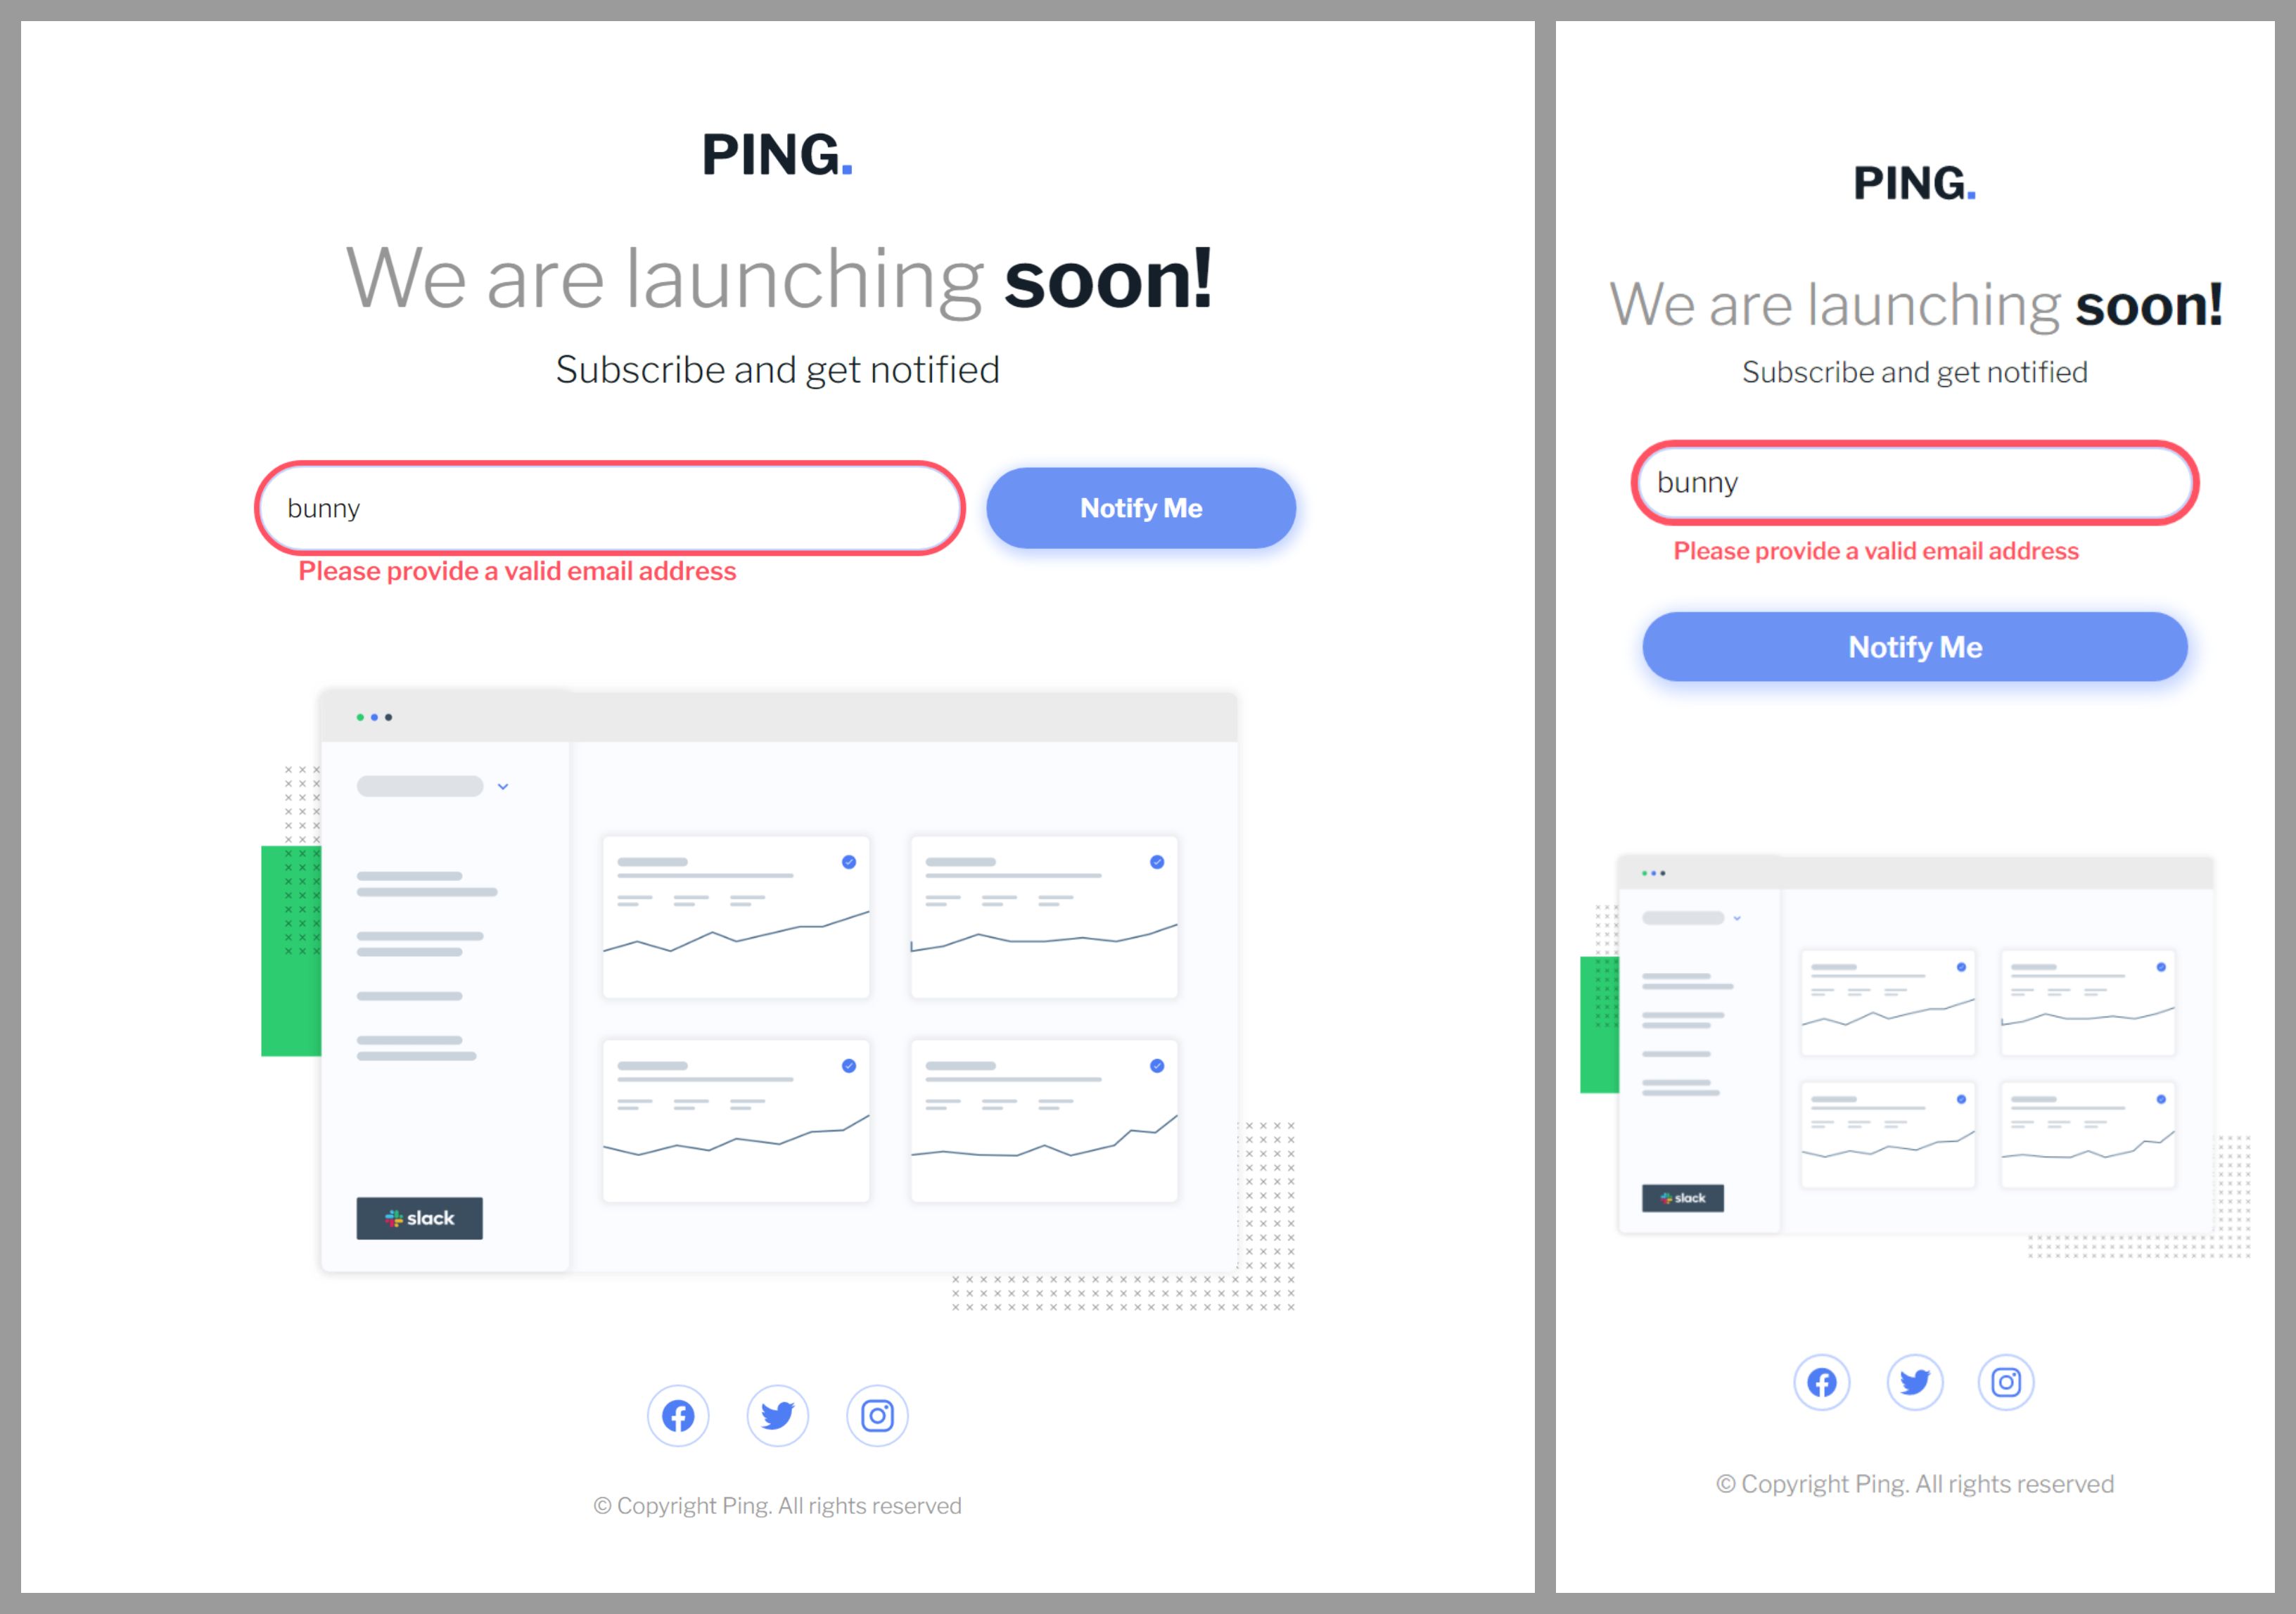 PING.
We are launching soon!
Subscribe and get notified
bunny
Notify Me
Please provide a valid email address
slack
© Copyright Ping. All rights reserved
PING.
We are launching soon!
Subscribe and get notified
bunny
Please provide a valid email address
Notify Me
slack
© Copyright Ping. All rights reserved